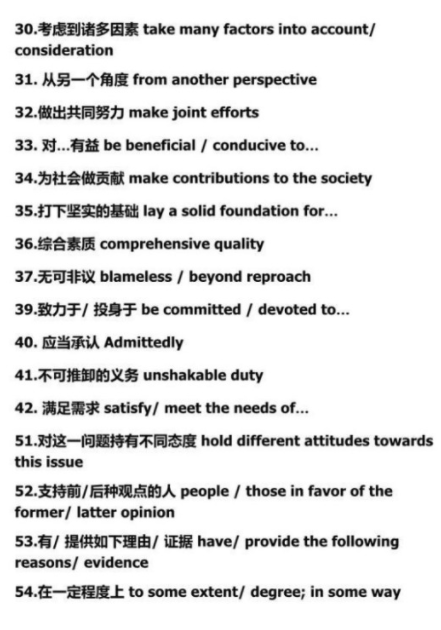 30.考虑到诸多因素 take many factors into account/
consideration
31. 从另一个角度 from another perspective
32.做出共同努力 make joint efforts
33. 对…有益 be beneficial / conducive to…
34.为社会做贡献 make contributions to the society
35.打下坚实的基础 lay a solid foundation for…
36.综合素质 comprehensive quality
37.无可非议 blameless / beyond reproach
39.致力于/ 投身于 be committed / devoted to…
40. 应当承认 Admittedly
41.不可推卸的义务 unshakable duty
42. 满足需求 satisfy/ meet the needs of…
51.对这一问题持有不同态度 hold different attitudes towards
this issue
52.支持前/后种观点的人 people / those in favor of the
former/ latter opinion
53.有/ 提供如下理由/ 证据 have/ provide the following
reasons/ evidence
54.在一定程度上 to some extent/ degree; in some way